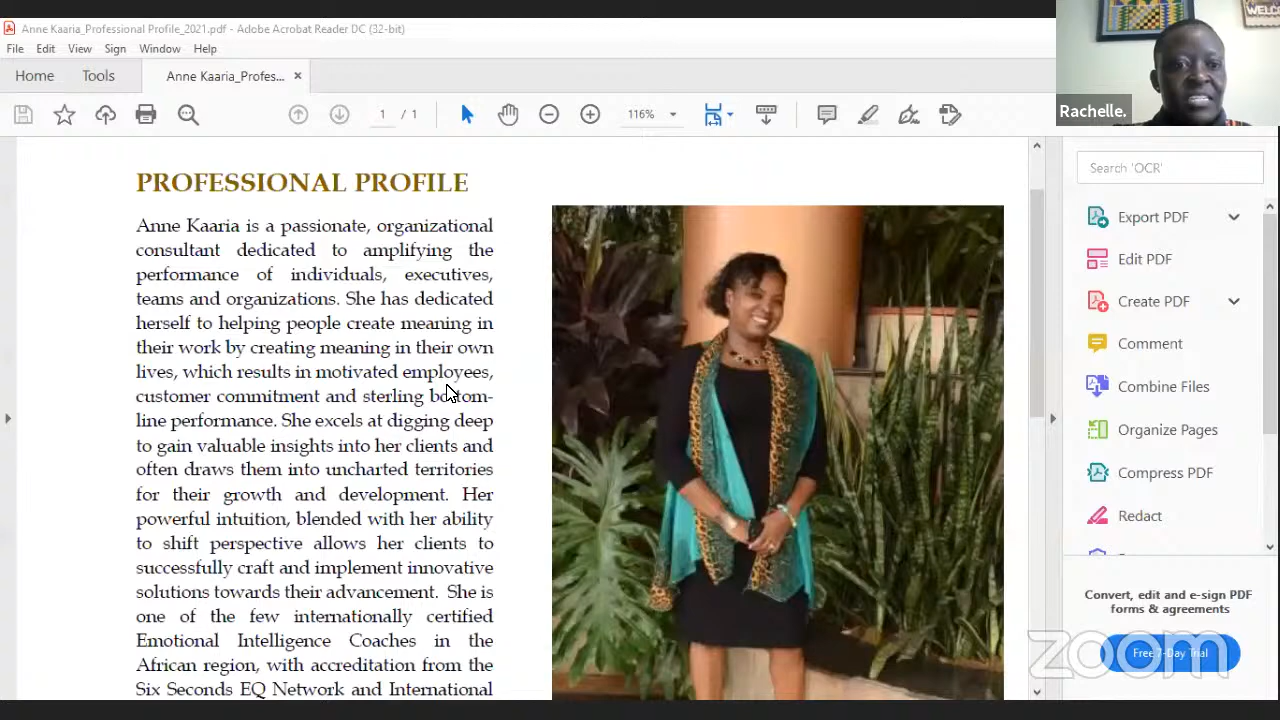 Anne Kaaria_Professional Profile_2021.pdf - Adobe Acrobat Reader DC (32-bit)
File Edit View Sign Window Help
Home Tools Anne Kaaria_Profes... ×
1 / 1 116%
WELCO
Rachelle.
PROFESSIONAL PROFILE
Anne Kaaria is a passionate, organizational
consultant dedicated to amplifying the
performance of individuals, executives,
teams and organizations. She has dedicated
herself to helping people create meaning in
their work by creating meaning in their own
lives, which results in motivated employees,
customer commitment and sterling bottom-
line performance. She excels at digging deep
to gain valuable insights into her clients and
often draws them into uncharted territories
for their growth and development. Her
powerful intuition, blended with her ability
to shift perspective allows her clients to
successfully craft and implement innovative
solutions towards their advancement. She is
one of the few internationally certified
Emotional Intelligence Coaches in the
African region, with accreditation from the
Six Seconds EQ Network and International
Search 'OCR'
Export PDF
Edit PDF
Create PDF
Comment
Combine Files
Organize Pages
Compress PDF
Redact
Convert, edit and e-sign PDF
forms & agreements
Free 7-Day Trial
zoom